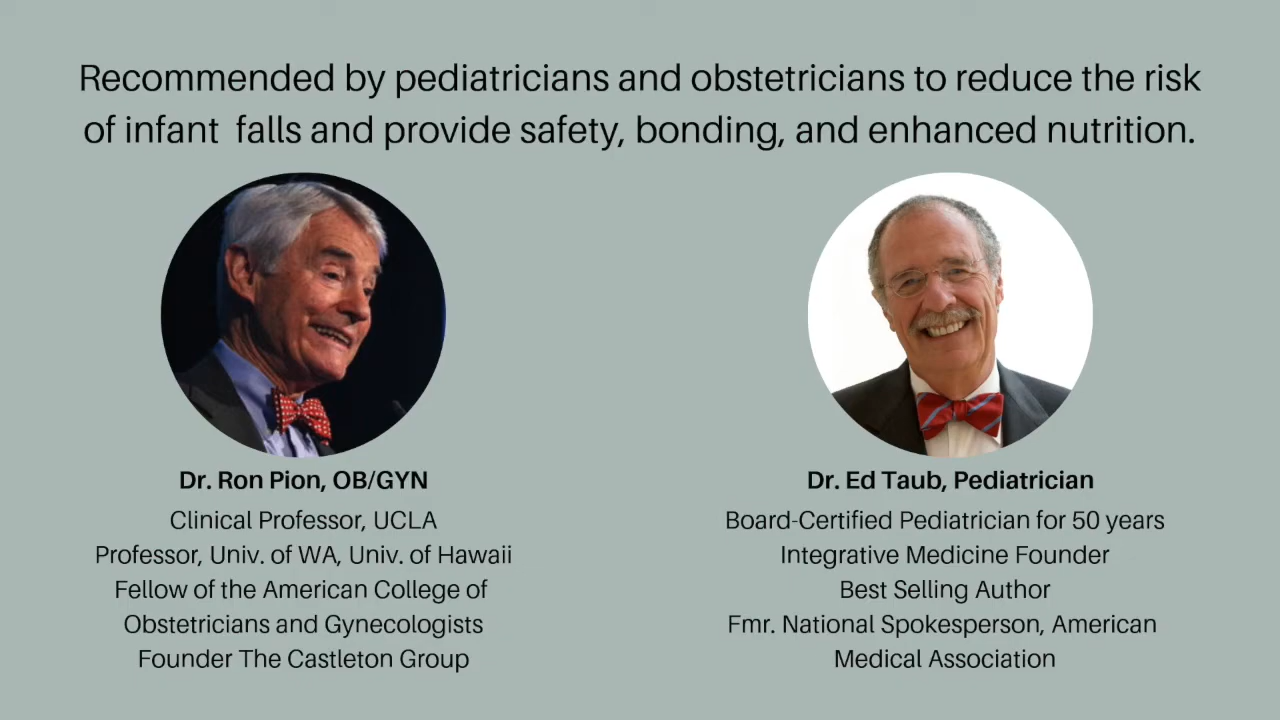 Recommended by pediatricians and obstetricians to reduce the risk
of infant falls and provide safety, bonding, and enhanced nutrition.
Dr. Ron Pion, OB/GYN
Clinical Professor, UCLA
Professor, Univ. of WA, Univ. of Hawaii
Fellow of the American College of
Obstetricians and Gynecologists
Founder The Castleton Group
Dr. Ed Taub, Pediatrician
Board-Certified Pediatrician for 50 years
Integrative Medicine Founder
Best Selling Author
Fmr. National Spokesperson, American
Medical Association